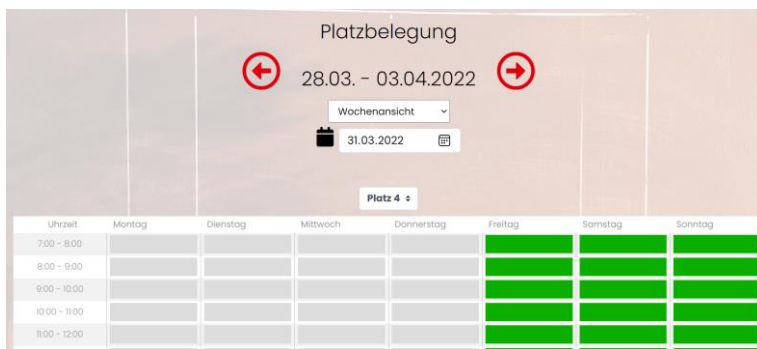 Platzbelegung
28.03. - 03.04.2022
Wochenansicht
31.03.2022
Platz 4
Uhrzeit Montag Dienstag Mittwoch Donnerstag Freitag Samstag Sonntag
7:00 - 8:00
8:00 - 9:00
9:00 - 10:00
10:00 - 11:00
11:00 - 12:00